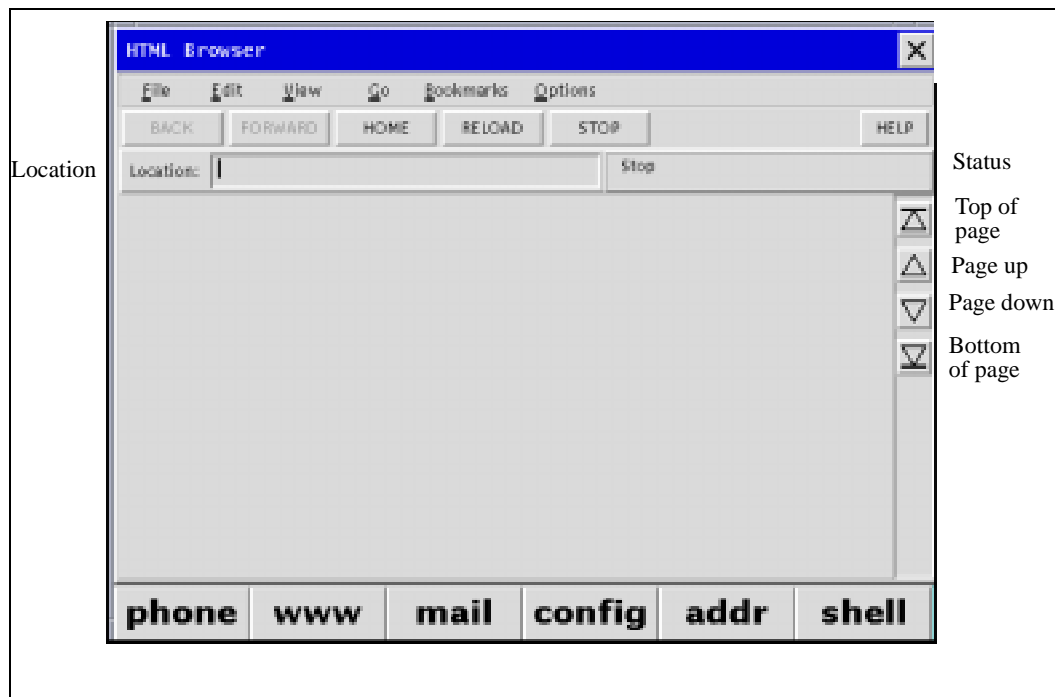 HTML Browser
File Edit View Go Bookmarks Options
BACK FORWARD HOME RELOAD STOP HELP
Location Location: Stop Status
Top of
page
Page up
Page down
Bottom
of page
phone www mail config addr shell